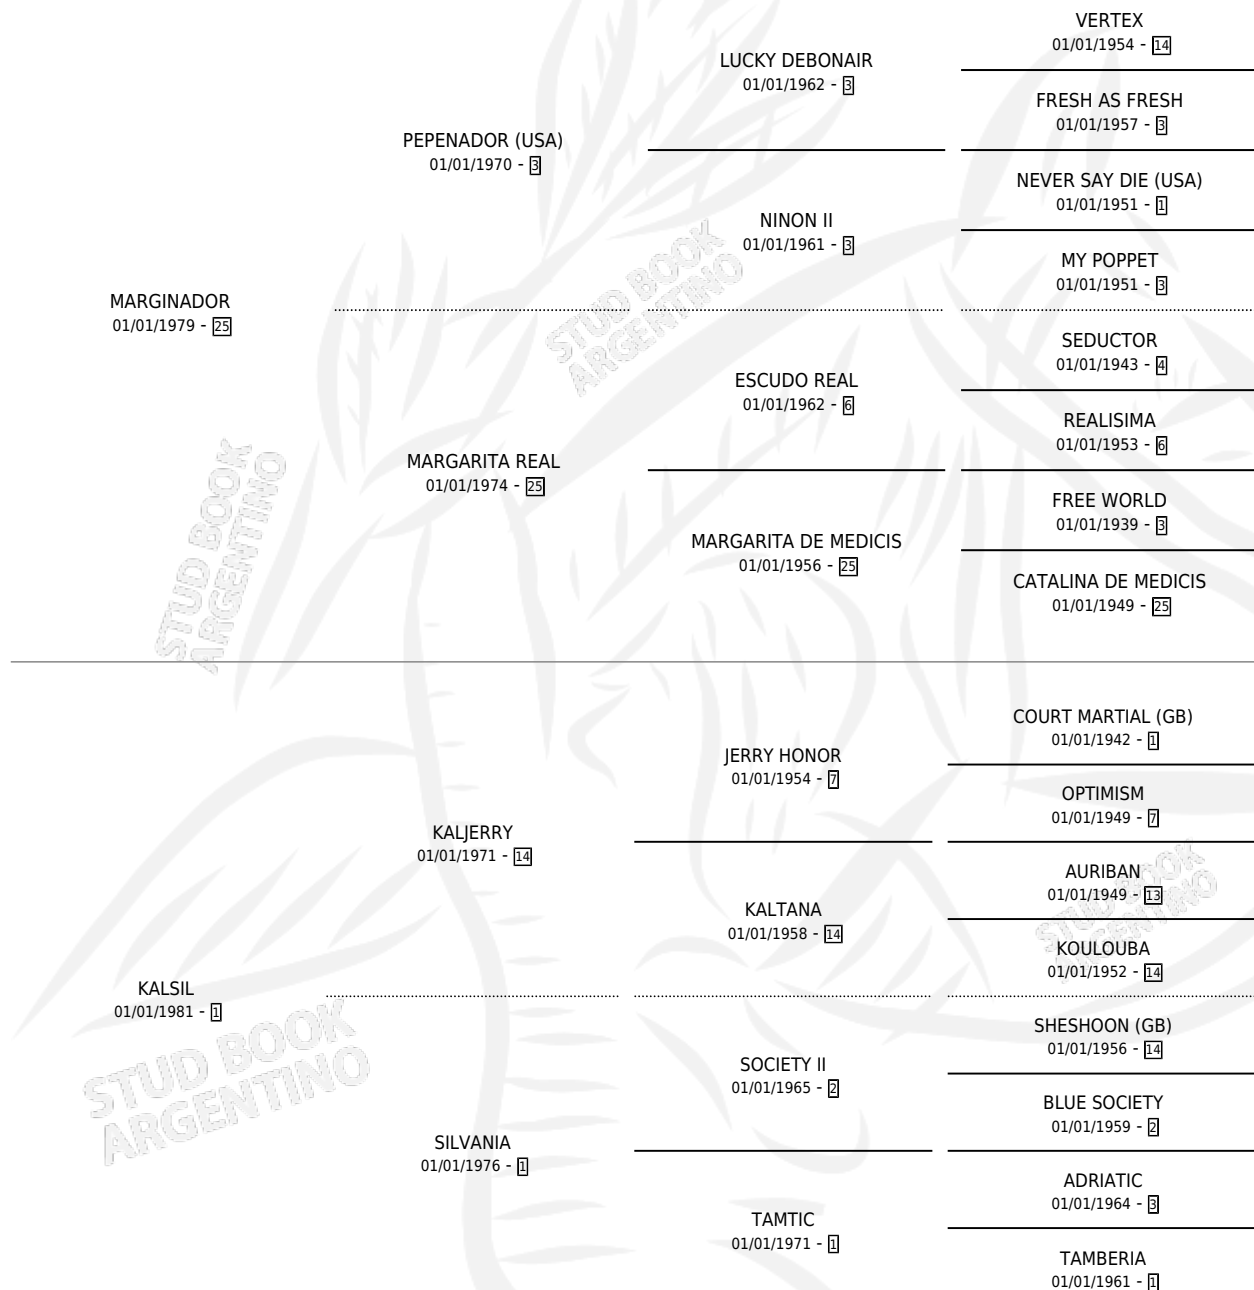 VERTEX
01/01/1954 - 14
LUCKY DEBONAIR
01/01/1962 - 3
FRESH AS FRESH
01/01/1957 - 3
PEPENADOR (USA)
01/01/1970 - 3
NEVER SAY DIE (USA)
01/01/1951 - 1
NINON II
01/01/1961 - 3
MY POPPET
01/01/1951 - 3
MARGINADOR
01/01/1979 - 25
SEDUCTOR
01/01/1943 - 4
ESCUDO REAL
01/01/1962 - 6
REALISIMA
01/01/1953 - 6
MARGARITA REAL
01/01/1974 - 25
FREE WORLD
01/01/1939 - 3
MARGARITA DE MEDICIS
01/01/1956 - 25
CATALINA DE MEDICIS
01/01/1949 - 25
COURT MARTIAL (GB)
01/01/1942 - 1
JERRY HONOR
01/01/1954 - 7
OPTIMISM
01/01/1949 - 7
KALJERRY
01/01/1971 - 14
AURIBAN
01/01/1949 - 13
KALTANA
01/01/1958 - 14
KOULOUBA
01/01/1952 - 14
KALSIL
01/01/1981 - 1
SHESHOON (GB)
01/01/1956 - 14
SOCIETY II
01/01/1965 - 2
BLUE SOCIETY
01/01/1959 - 2
SILVANIA
01/01/1976 - 1
ADRIATIC
01/01/1964 - 3
TAMTIC
01/01/1971 - 1
TAMBERIA
01/01/1961 - 1
STUD BOOK
ARGENTINO
STUD BOOK
ARGENTINO
STUD BOOK
ARGENTINO
STUD BOOK
ARGENTINO